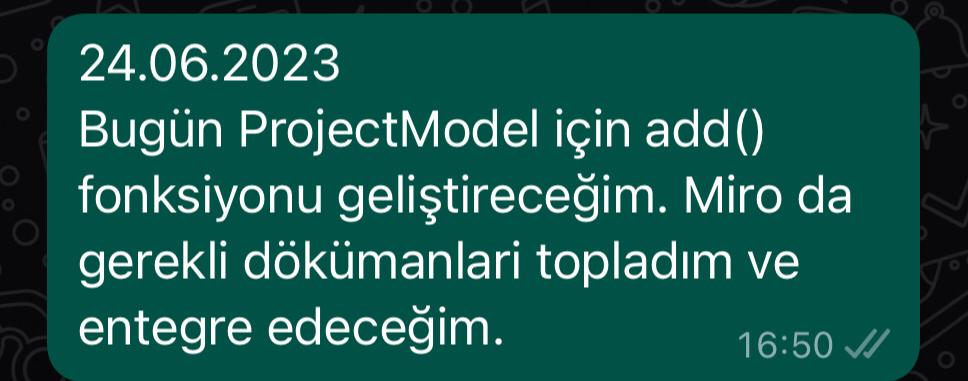 24.06.2023
Bugün ProjectModel için add()
fonksiyonu geliştireceğim. Miro da
gerekli dökümanlari topladım ve
entegre edeceğim.
16:50